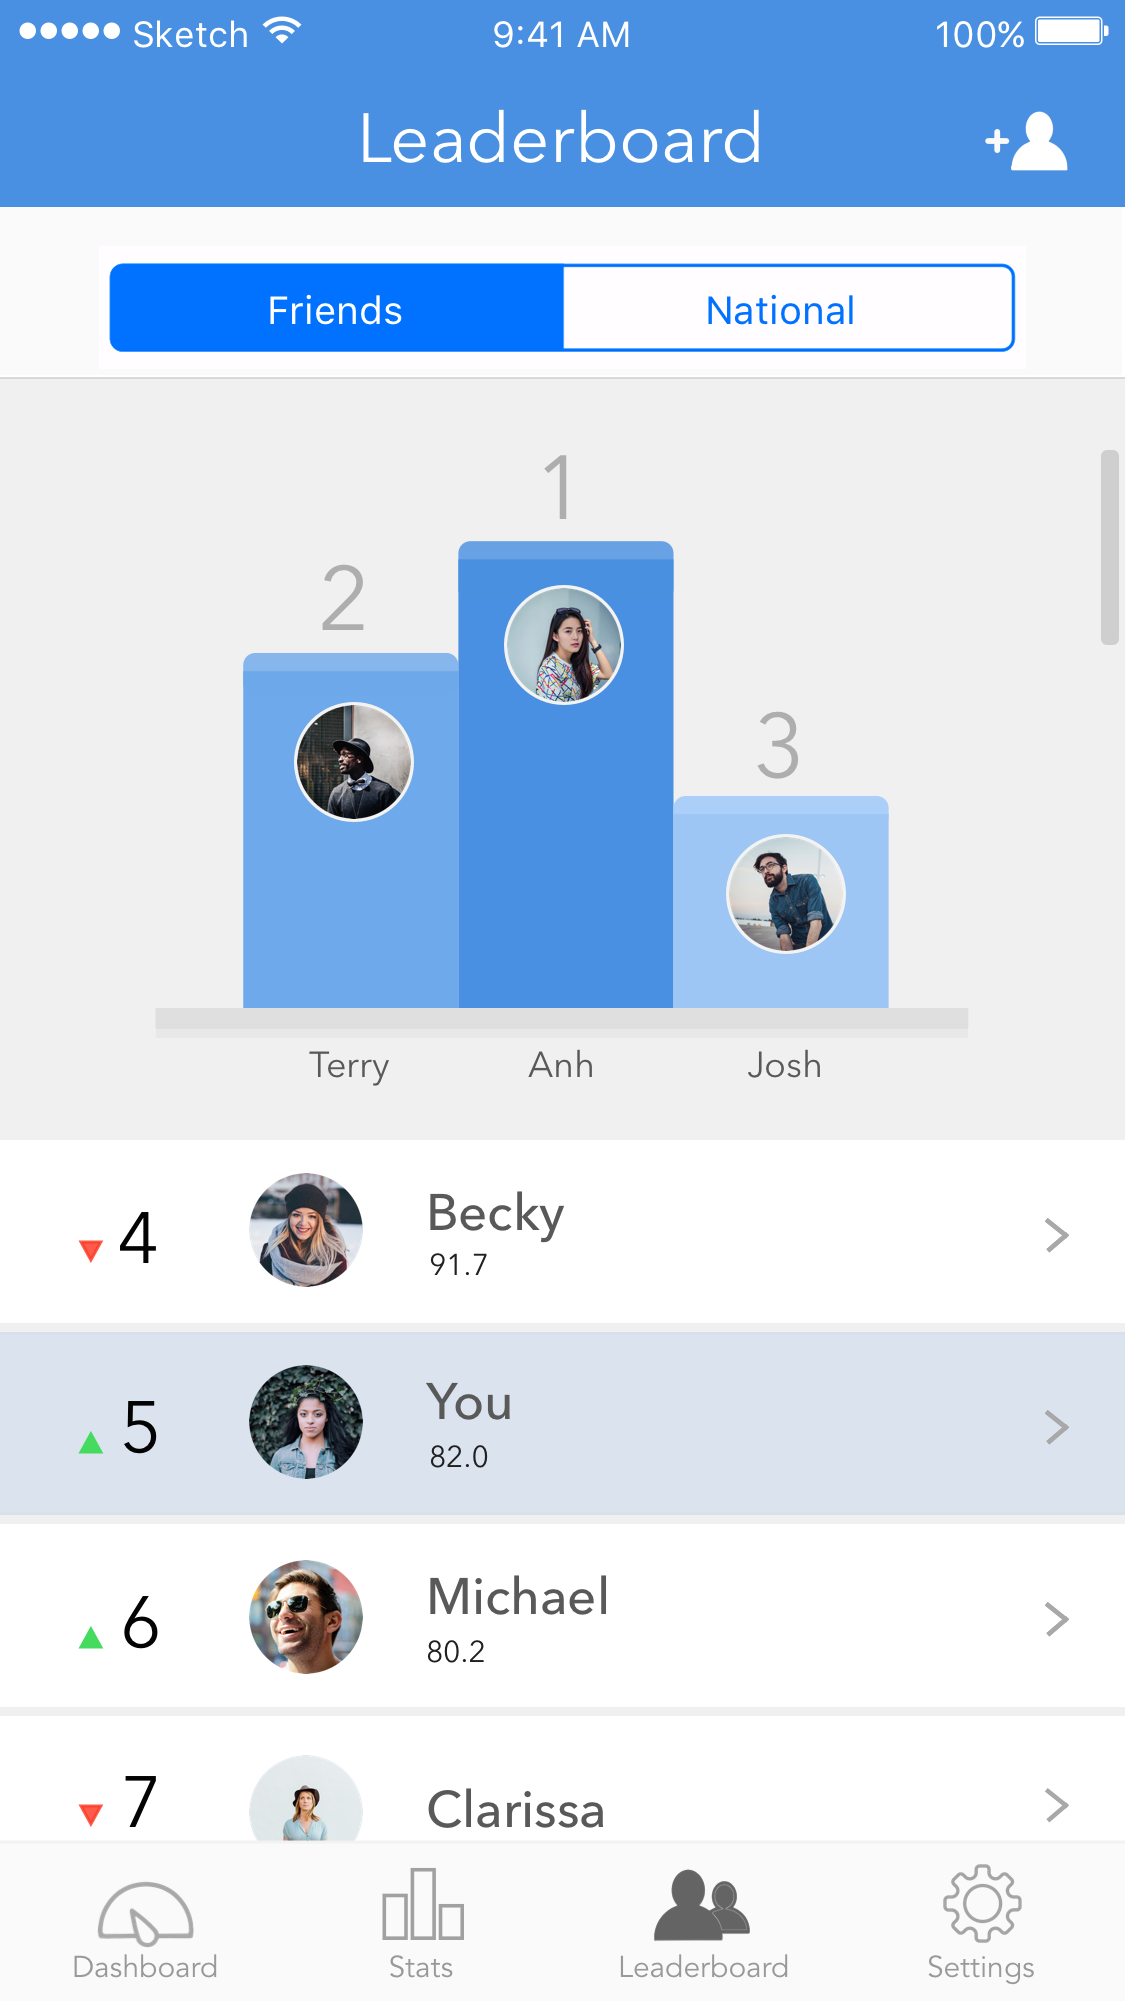 Sketch 9:41 AM 100%
Leaderboard
Friends National
1
2
3
Terry Anh Josh
4 Becky
91.7
5 You
82.0
6 Michael
80.2
7 Clarissa
Dashboard Stats Leaderboard Settings